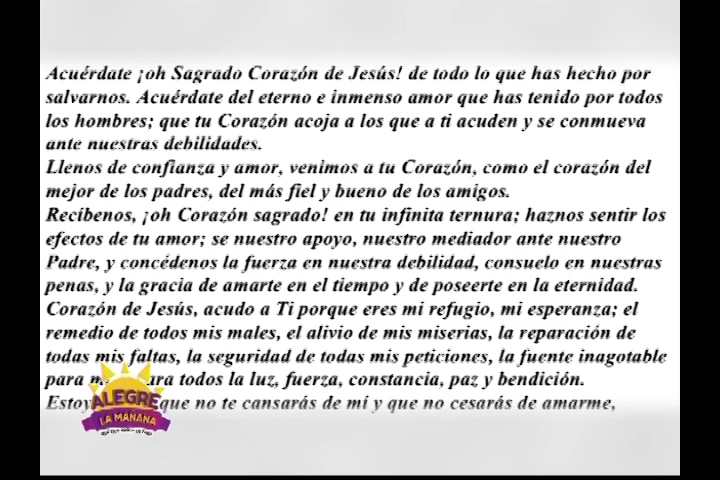 Acuérdate ¡oh Sagrado Corazón de Jesús! de todo lo que has hecho por
salvarnos. Acuérdate del eterno e inmenso amor que has tenido por todos
los hombres; que tu Corazón acoja a los que a ti acuden y se conmueva
ante nuestras debilidades.
Llenos de confianza y amor, venimos a tu Corazón, como el corazón del
mejor de los padres, del más fiel y bueno de los amigos.
Recíbenos, ¡oh Corazón sagrado! en tu infinita ternura; haznos sentir los
efectos de tu amor; se nuestro apoyo, nuestro mediador ante nuestro
Padre, y concédenos la fuerza en nuestra debilidad, consuelo en nuestras
penas, y la gracia de amarte en el tiempo y de poseerte en la eternidad.
Corazón de Jesús, acudo a Ti porque eres mi refugio, mi esperanza; el
remedio de todos mis males, el alivio de mis miserias, la reparación de
todas mis faltas, la seguridad de todas mis peticiones, la fuente inagotable
para todos la luz, fuerza, constancia, paz y bendición.
Estoy que no te cansarás de mí y que no cesarás de amarme,
ALEGRE
LA MAÑANA